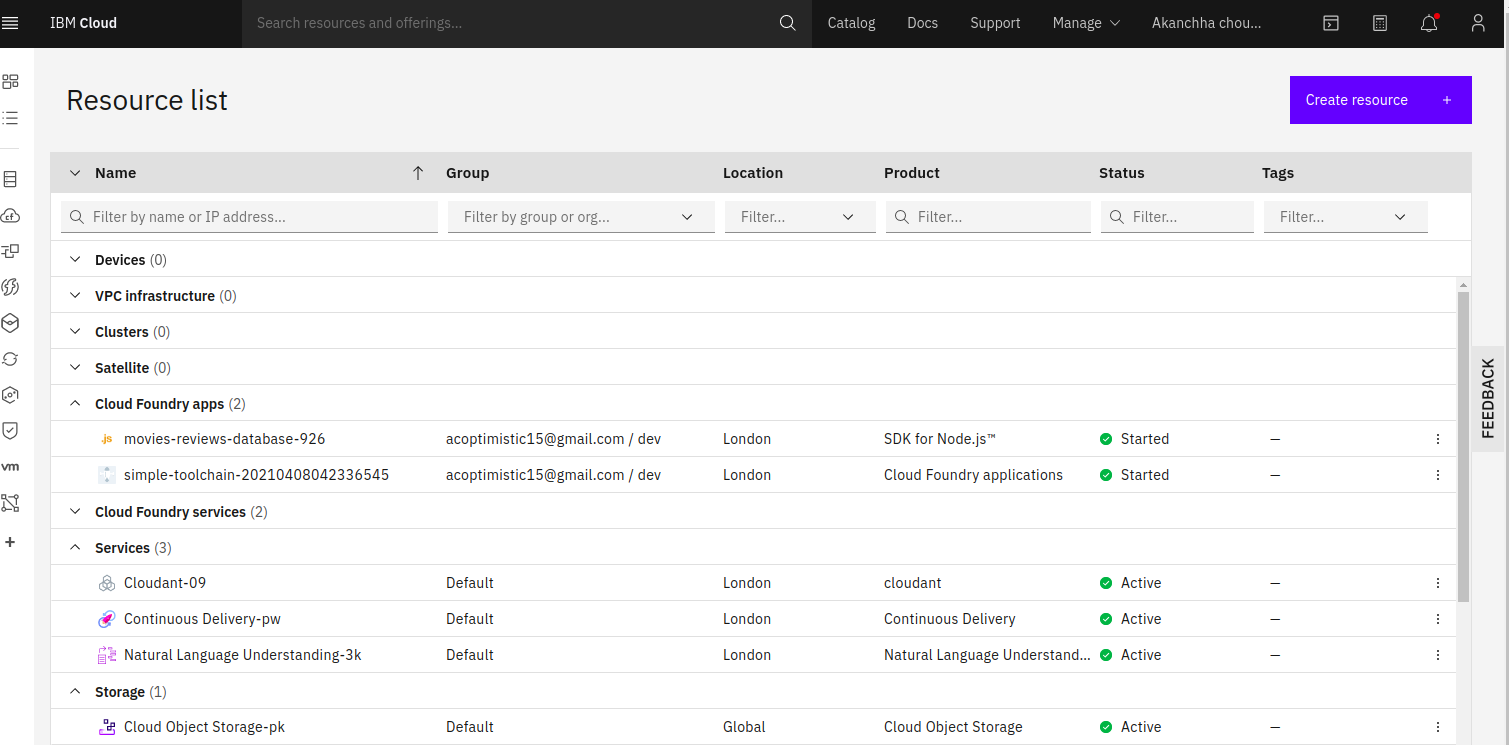 IBM Cloud Search resources and offerings... Catalog Docs Support Manage Akanchha chou...
Resource list Create resource +
Name Group Location Product Status Tags
Filter by name or IP address... Filter by group or org... Filter... Filter... Filter... Filter...
Devices (0)
VPC infrastructure (0)
Clusters (0)
Satellite (0)
Cloud Foundry apps (2)
.js movies-reviews-database-926 acoptimistic15@gmail.com / dev London SDK for Node.js™ Started —
simple-toolchain-20210408042336545 acoptimistic15@gmail.com / dev London Cloud Foundry applications Started —
Cloud Foundry services (2)
Services (3)
Cloudant-09 Default London cloudant Active —
Continuous Delivery-pw Default London Continuous Delivery Active —
Natural Language Understanding-3k Default London Natural Language Understand... Active —
Storage (1)
Cloud Object Storage-pk Default Global Cloud Object Storage Active —
cf
vm
FEEDBACK